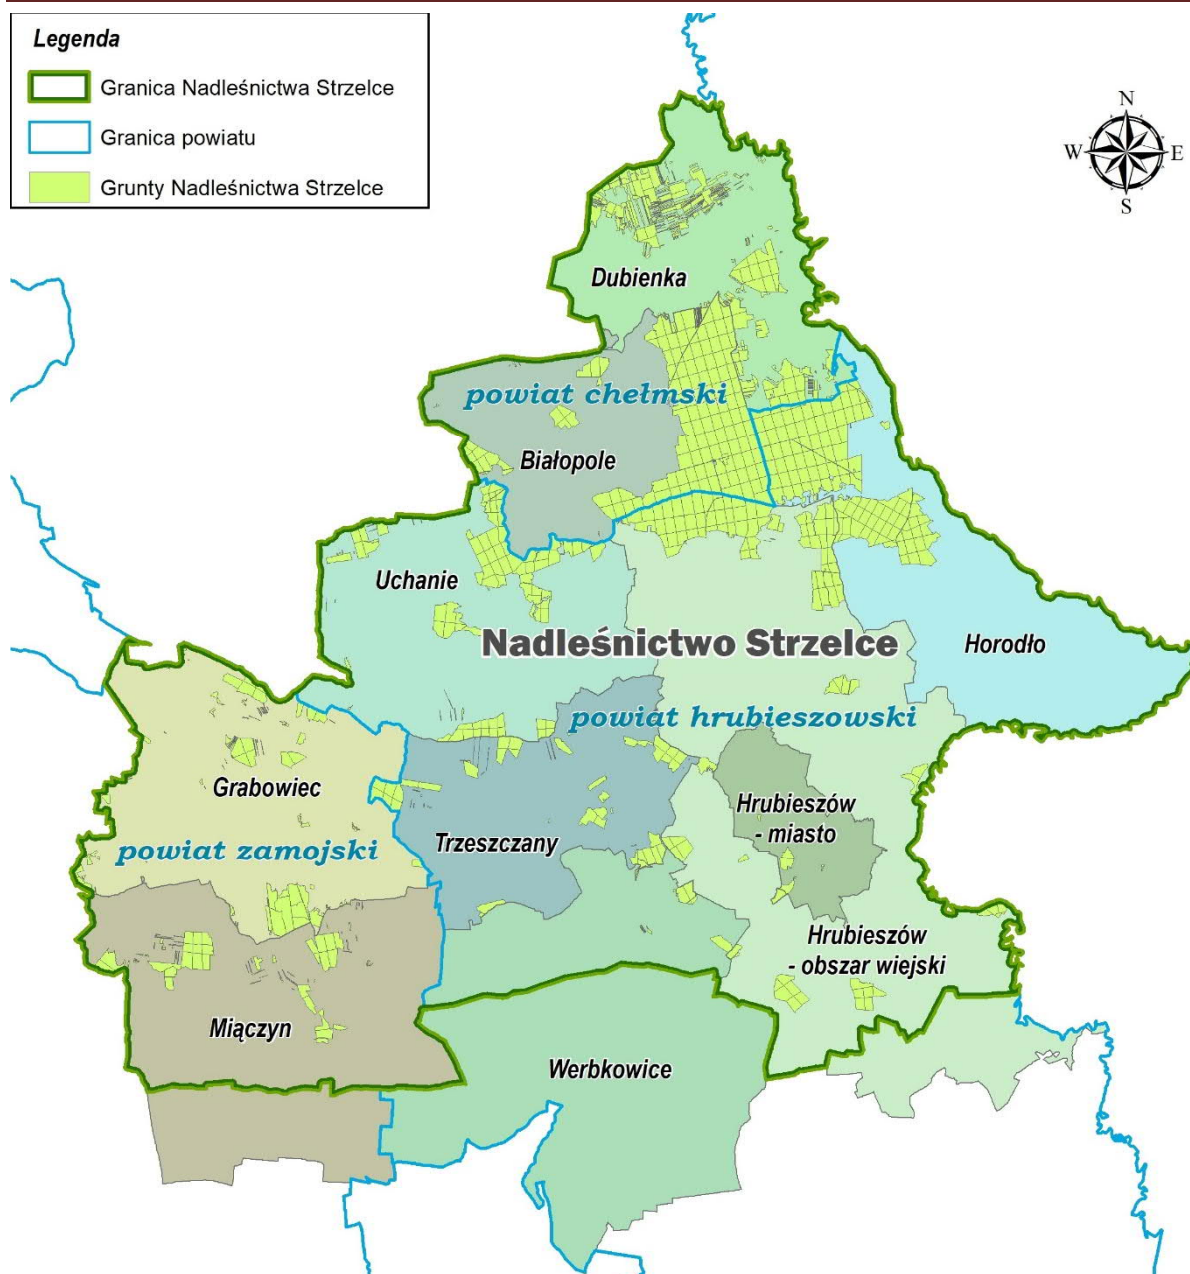 Legenda
Granica Nadleśnictwa Strzelce
Granica powiatu
Grunty Nadleśnictwa Strzelce
N
W
E
S
Dubienka
powiat chełmski
Białopole
Uchanie
Nadleśnictwo Strzelce
Horodło
powiat hrubieszowski
Grabowiec
Hrubieszów
- miasto
Trzeszczany
powiat zamojski
Hrubieszów
- obszar wiejski
Miączyn
Werbkowice